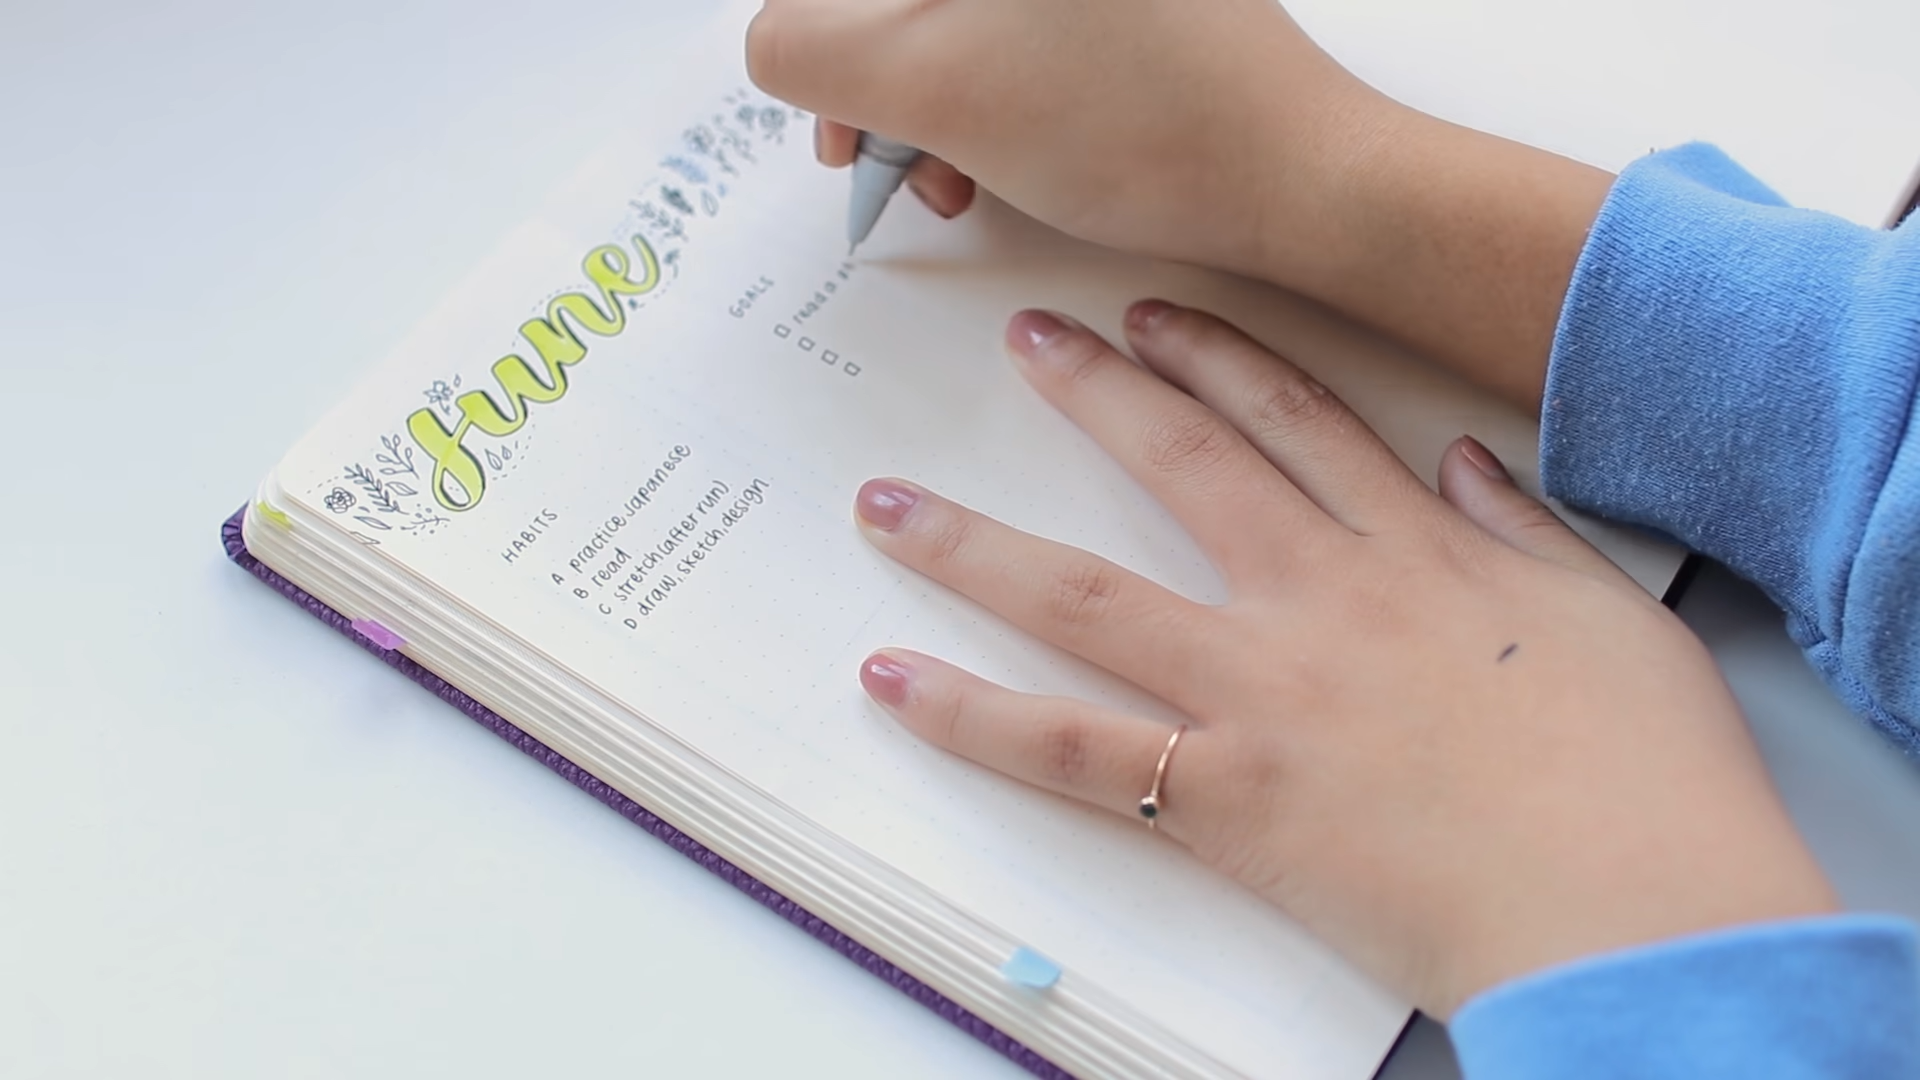 June
GOALS
read a
HABITS
A practice Japanese
B read
C stretch (after run)
D draw, sketch, design